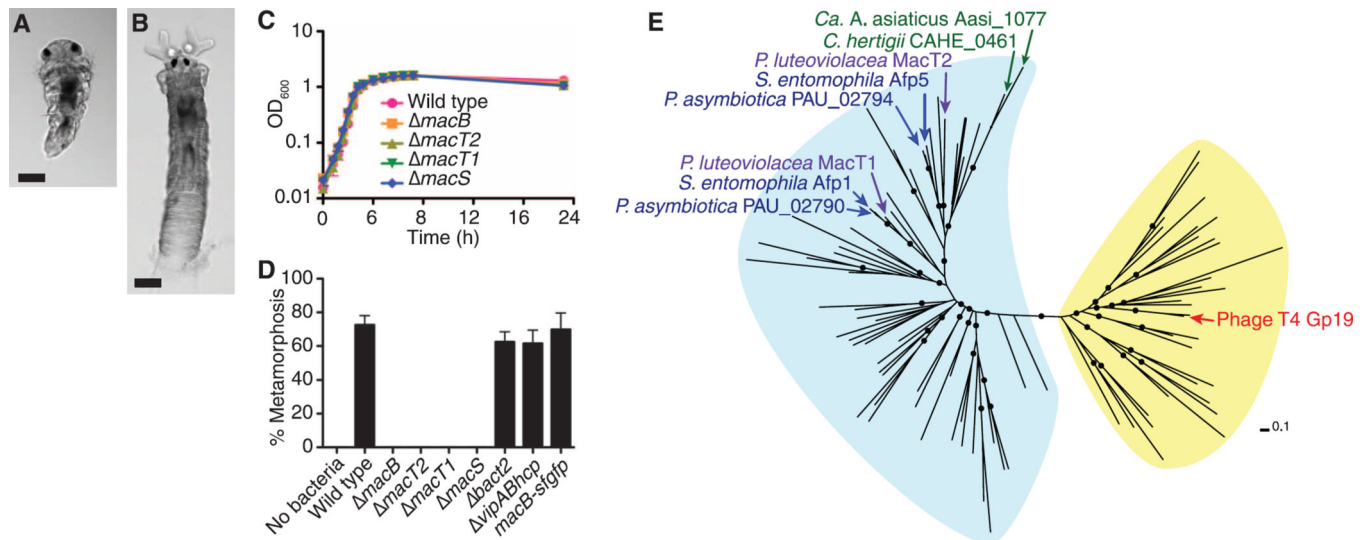 A
B
C
OD600
10
1
0.1
0.01
0
6
12
16
24
Time (h)
Wild type
ΔmacB
ΔmacT2
ΔmacT1
ΔmacS
D
% Metamorphosis
100
80
60
40
20
0
No bacteria
Wild type
ΔmacB
ΔmacT2
ΔmacT1
ΔmacS
Δbact2
ΔvipABhcp
macB-sfgfp
E
Ca. A. asiaticus Aasi_1077
C. hertigii CAHE_0461
P. luteoviolacea MacT2
S. entomophila Afp5
P. asymbiotica PAU_02794
P. luteoviolacea MacT1
S. entomophila Afp1
P. asymbiotica PAU_02790
Phage T4 Gp19
0.1